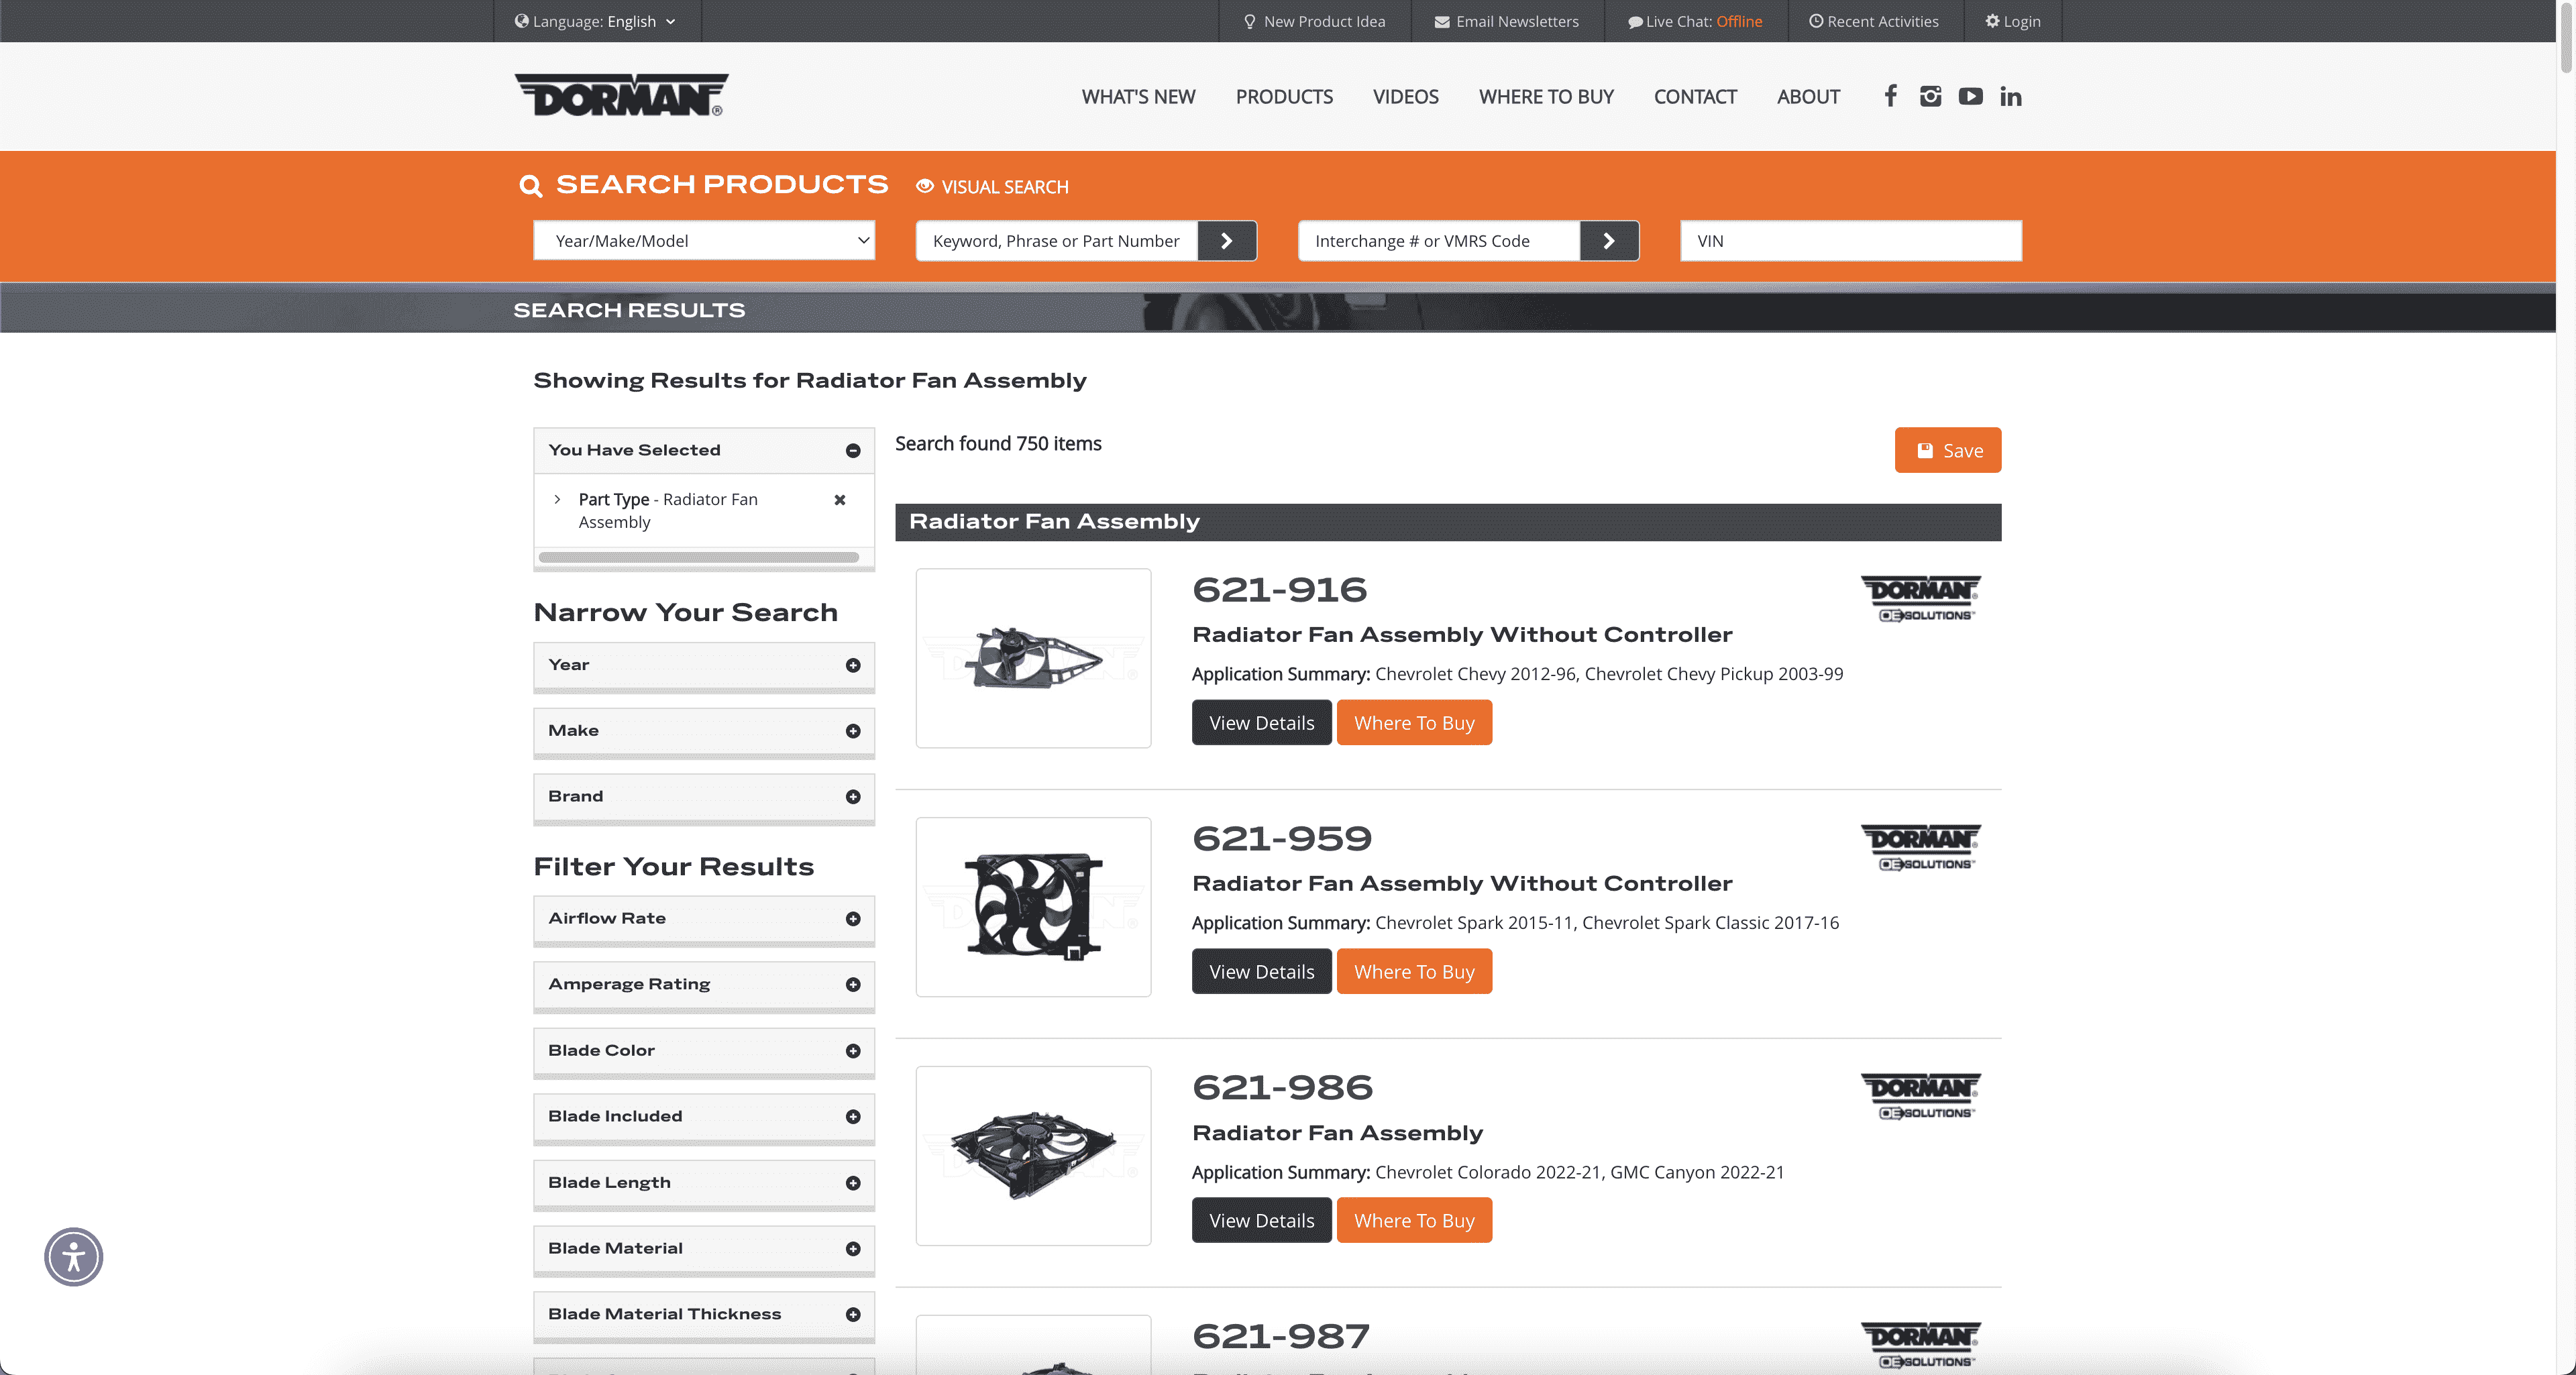 Language: English
New Product Idea
Email Newsletters
Live Chat: Offline
Recent Activities
Login
DORMAN®
WHAT'S NEW
PRODUCTS
VIDEOS
WHERE TO BUY
CONTACT
ABOUT
SEARCH PRODUCTS
VISUAL SEARCH
Year/Make/Model
Keyword, Phrase or Part Number
Interchange # or VMRS Code
VIN
SEARCH RESULTS
Showing Results for Radiator Fan Assembly
You Have Selected
Part Type - Radiator Fan
Assembly
Narrow Your Search
Year
Make
Brand
Filter Your Results
Airflow Rate
Amperage Rating
Blade Color
Blade Included
Blade Length
Blade Material
Blade Material Thickness
Search found 750 items
Save
Radiator Fan Assembly
621-916
DORMAN®
OE SOLUTIONS™
Radiator Fan Assembly Without Controller
Application Summary: Chevrolet Chevy 2012-96, Chevrolet Chevy Pickup 2003-99
View Details
Where To Buy
621-959
DORMAN®
OE SOLUTIONS™
Radiator Fan Assembly Without Controller
Application Summary: Chevrolet Spark 2015-11, Chevrolet Spark Classic 2017-16
View Details
Where To Buy
621-986
DORMAN®
OE SOLUTIONS™
Radiator Fan Assembly
Application Summary: Chevrolet Colorado 2022-21, GMC Canyon 2022-21
View Details
Where To Buy
621-987
DORMAN®
OE SOLUTIONS™